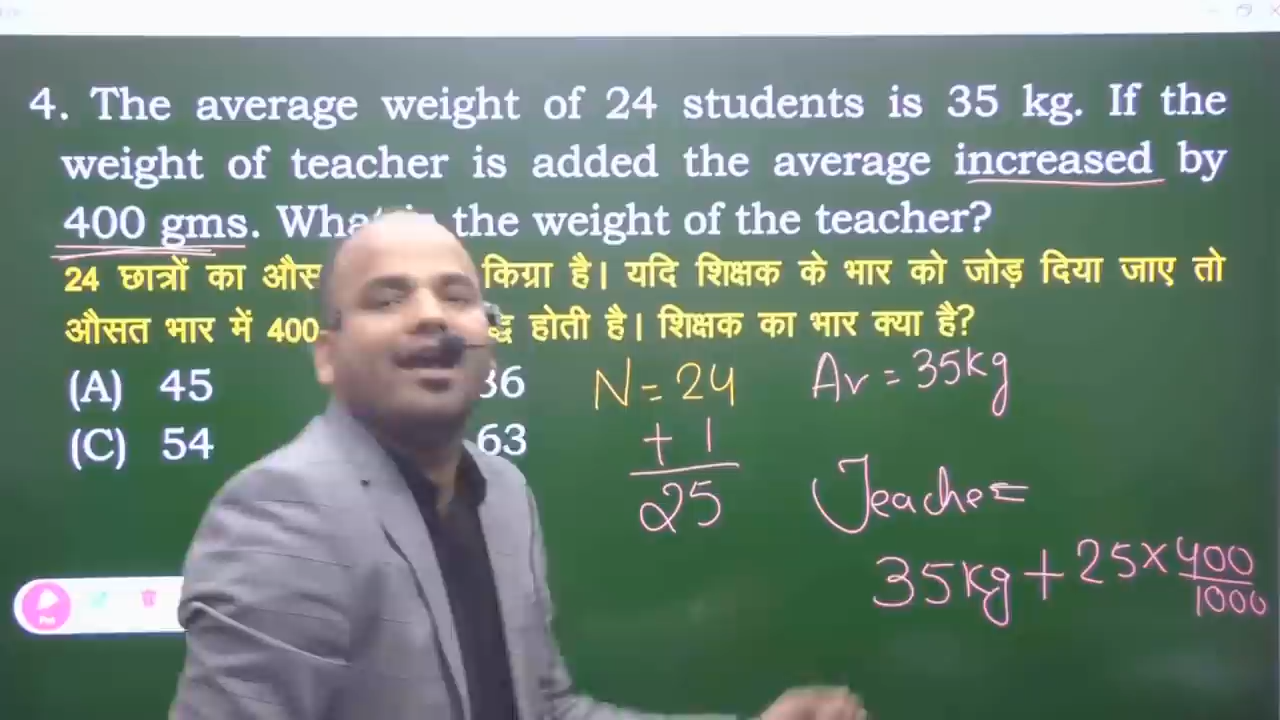 4. The average weight of 24 students is 35 kg. If the
weight of teacher is added the average increased by
400 gms. What is the weight of the teacher?
24 छात्रों का औस किग्रा है। यदि शिक्षक के भार को जोड़ दिया जाए तो
औसत भार में 400 द्धि होती है। शिक्षक का भार क्या है?
(A) 45 36
(C) 54 63
N = 24 Av = 35kg
+ 1
25
Teacher =
35kg + 25 × 400
1000